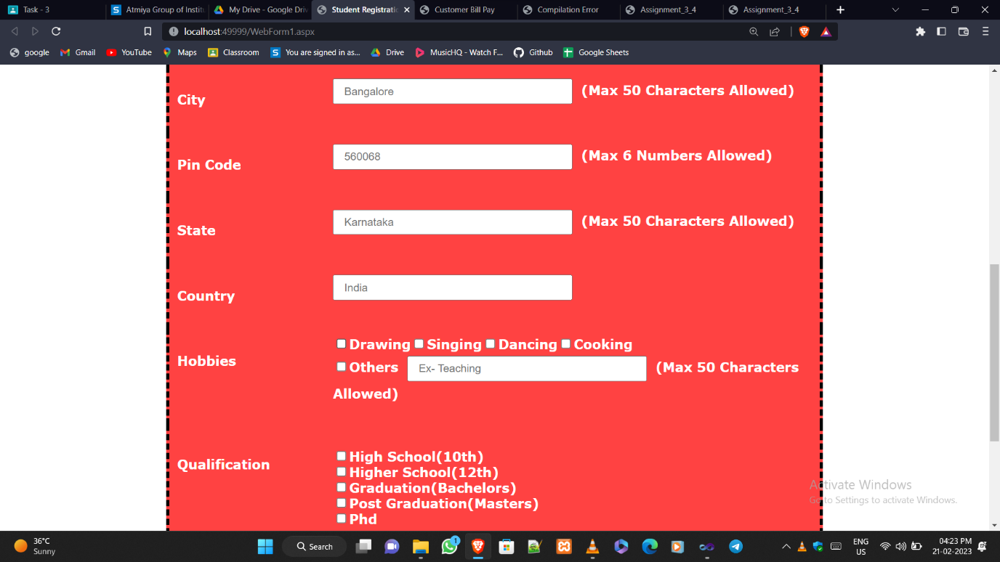 Task - 3 Atmiya Group of Institu My Drive - Google Driv Student Registratio Customer Bill Pay Compilation Error Assignment_3_4 Assignment_3_4
localhost:49999/WebForm1.aspx
google Gmail YouTube Maps Classroom You are signed in as... Drive MusicHQ - Watch F... Github Google Sheets
City Bangalore (Max 50 Characters Allowed)
Pin Code 560068 (Max 6 Numbers Allowed)
State Karnataka (Max 50 Characters Allowed)
Country India
Hobbies Drawing Singing Dancing Cooking
Others Ex- Teaching (Max 50 Characters
Allowed)
Qualification High School(10th)
Higher School(12th)
Graduation(Bachelors)
Post Graduation(Masters)
Phd
Activate Windows
Go to Settings to activate Windows.
36°C
Sunny
Search
1
ENG
US
04:23 PM
21-02-2023